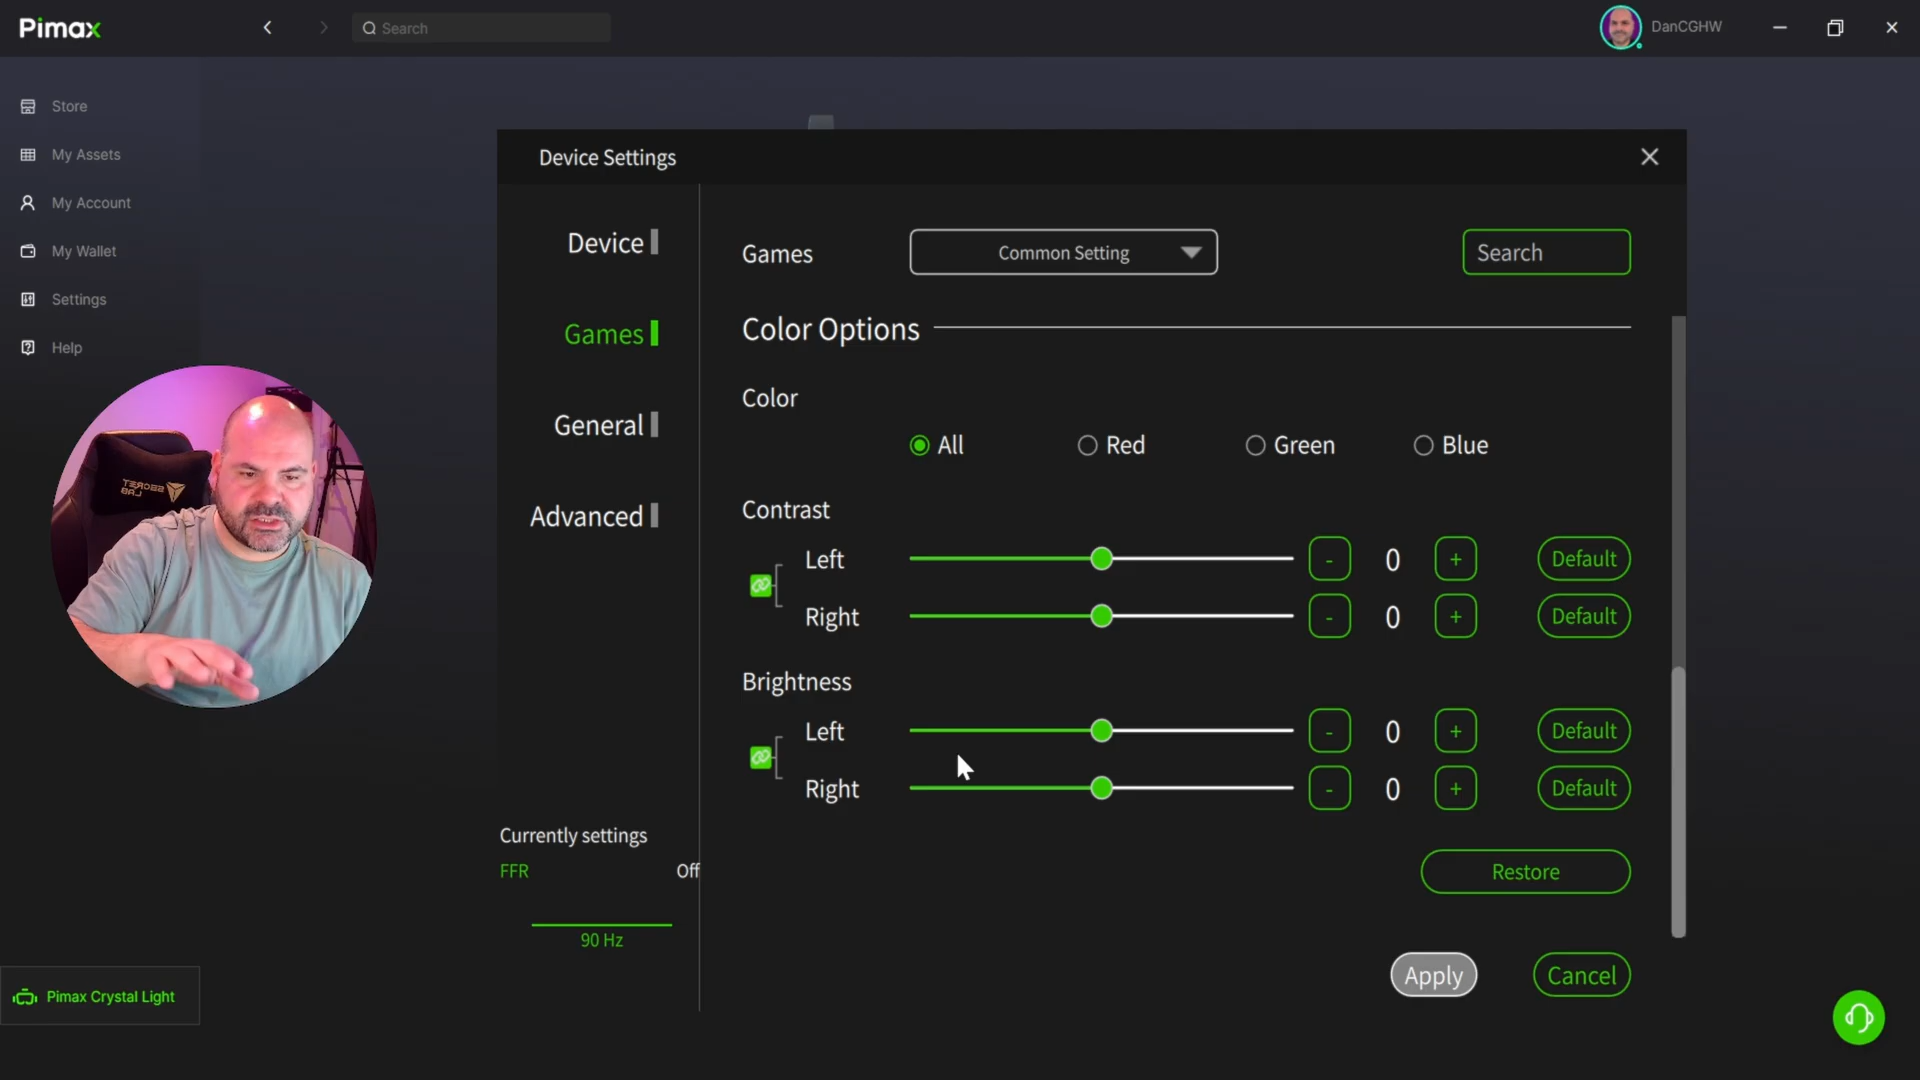 Pimax
Search
DanCGHW
Store
My Assets
My Account
My Wallet
Settings
Help
Device Settings
Device
Games
General
Advanced
Games
Common Setting
Search
Color Options
Color
All
Red
Green
Blue
Contrast
Left
-
0
+
Default
Right
-
0
+
Default
Brightness
Left
-
0
+
Default
Right
-
0
+
Default
Currently settings
FFR
Off
90 Hz
Restore
Apply
Cancel
Pimax Crystal Light
SECRET
LAB